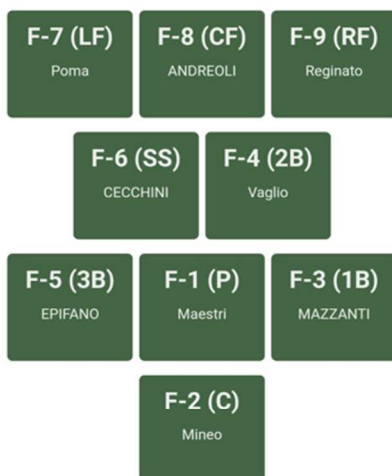 F-7 (LF)
Poma
F-8 (CF)
ANDREOLI
F-9 (RF)
Reginato
F-6 (SS)
CECCHINI
F-4 (2B)
Vaglio
F-5 (3B)
EPIFANO
F-1 (P)
Maestri
F-3 (1B)
MAZZANTI
F-2 (C)
Mineo